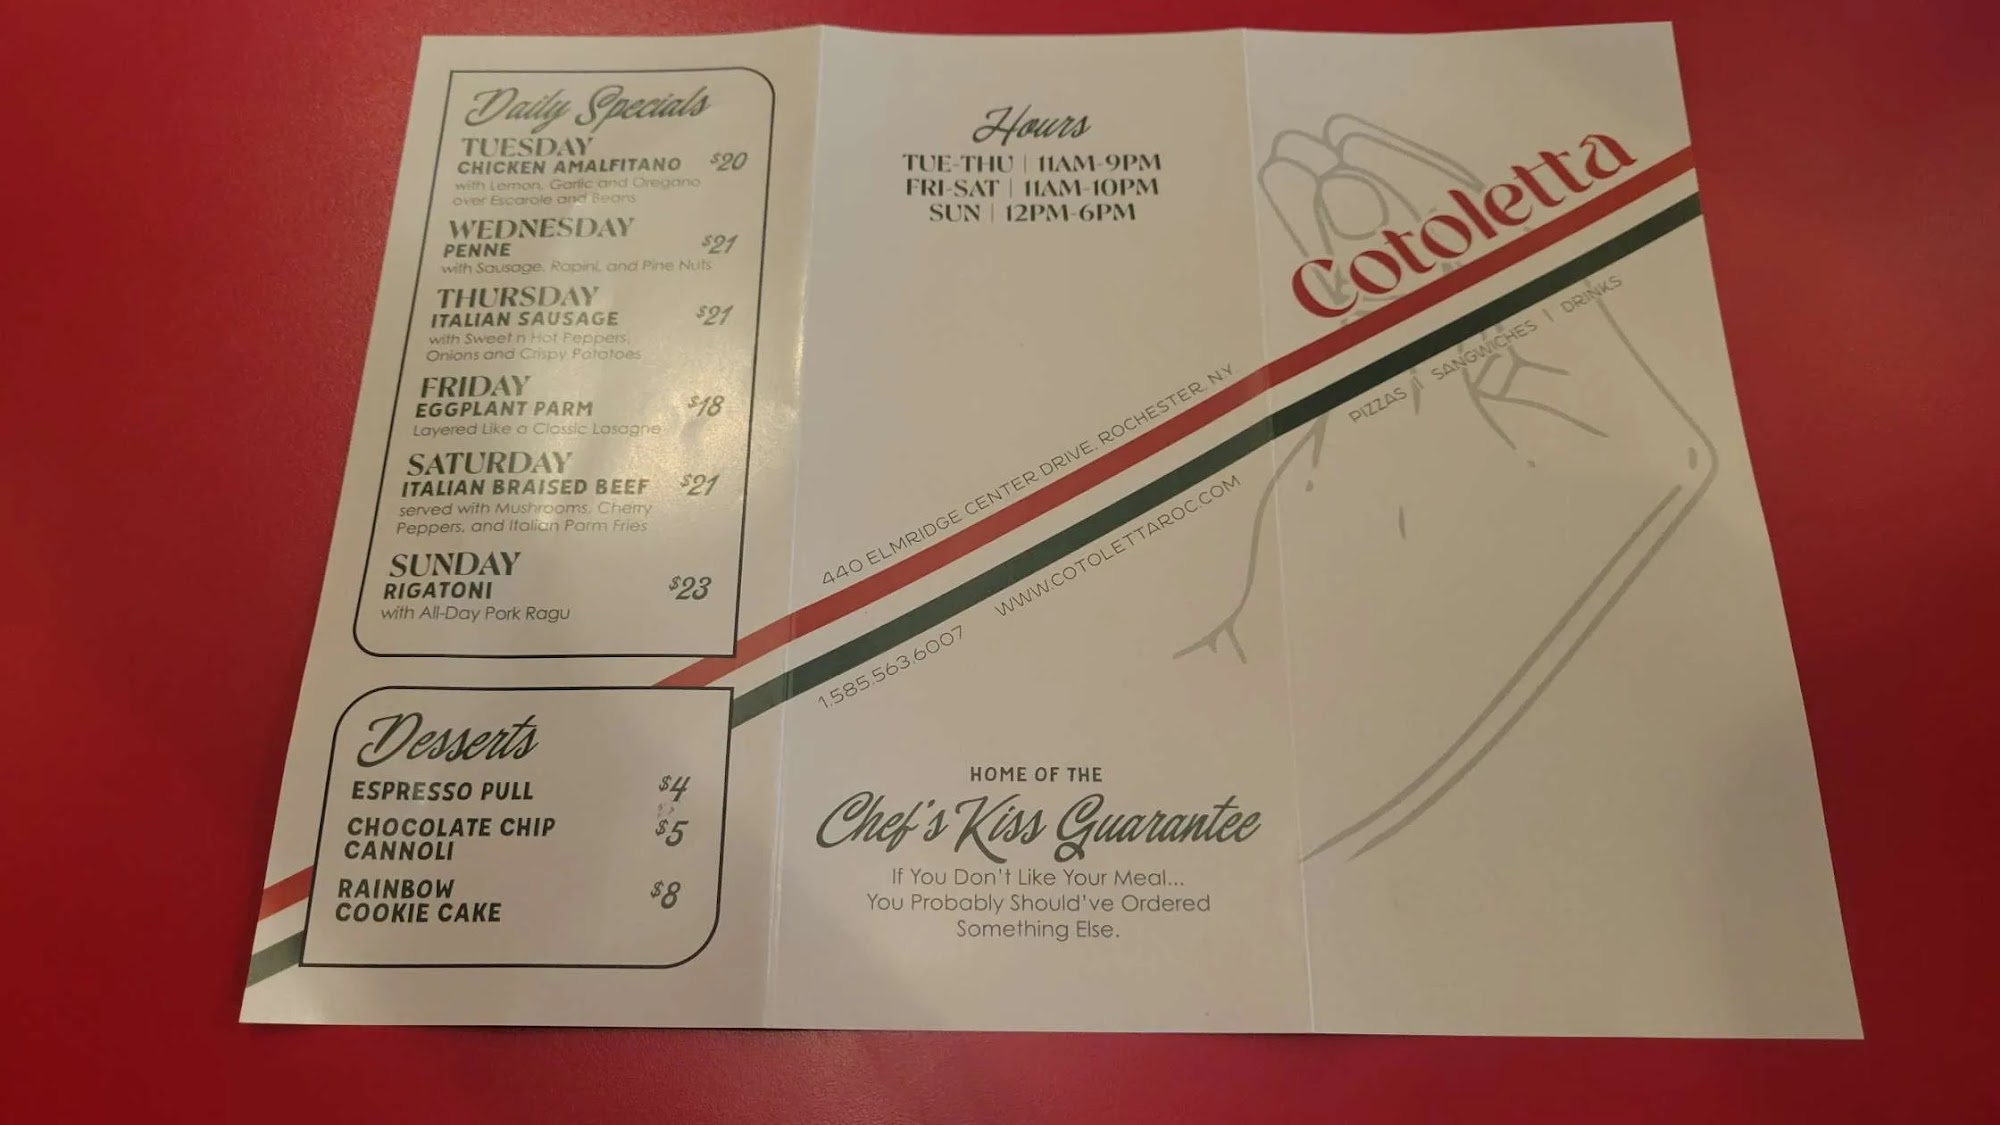 Daily Specials
TUESDAY
CHICKEN AMALFITANO $20
with Lemon, Garlic and Oregano
over Escarole and Beans
WEDNESDAY
PENNE $21
with Sausage, Rapini, and Pine Nuts
THURSDAY
ITALIAN SAUSAGE $21
with Sweet n Hot Peppers,
Onions and Crispy Potatoes
FRIDAY
EGGPLANT PARM $18
Layered Like a Classic Lasagne
SATURDAY
ITALIAN BRAISED BEEF $21
served with Mushrooms, Cherry
Peppers, and Italian Parm Fries
SUNDAY
RIGATONI $23
with All-Day Pork Ragu
Desserts
ESPRESSO PULL $4
CHOCOLATE CHIP $5
CANNOLI
RAINBOW $8
COOKIE CAKE
Hours
TUE-THU | 11AM-9PM
FRI-SAT | 11AM-10PM
SUN | 12PM-6PM
440 ELMRIDGE CENTER DRIVE, ROCHESTER, N.Y.
1.585.563.6007 WWW.COTOLETTAROC.COM
HOME OF THE
Chef's Kiss Guarantee
If You Don't Like Your Meal...
You Probably Should've Ordered
Something Else.
Cotoletta
PIZZAS | SANGWICHES | DRINKS